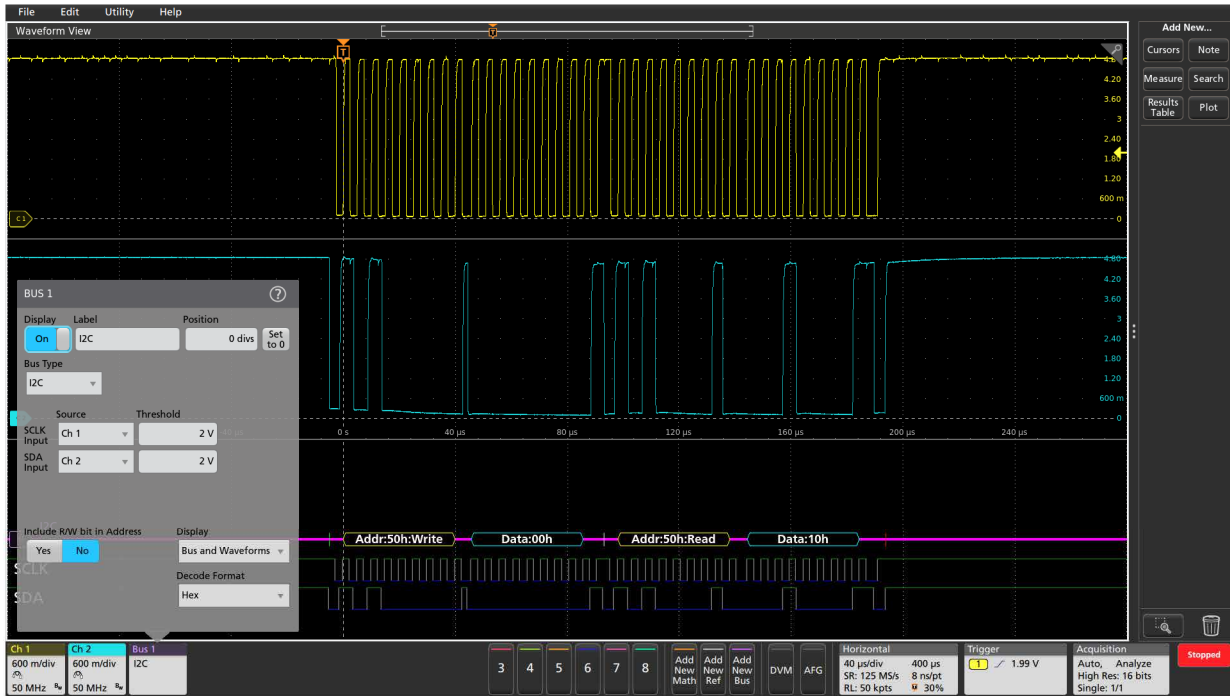 File Edit Utility Help
Waveform View
T
T
Add New...
Cursors Note
Measure Search
Results Table Plot
4.20
3.60
3
2.40
1.80
1.20
600 m
0
C1
4.80
4.20
3.60
3
2.40
1.80
1.20
600 m
0
0 s 40 µs 80 µs 120 µs 160 µs 200 µs 240 µs
BUS 1 ?
Display Label Position
On I2C 0 divs Set to 0
Bus Type
I2C
Source Threshold
SCLK Input Ch 1 2 V
SDA Input Ch 2 2 V
Include R/W bit in Address Display
Yes No Bus and Waveforms
Decode Format
Hex
I2C
SCLK
SDA
Addr:50h:Write Data:00h Addr:50h:Read Data:10h
Ch 1
600 m/div
50 MHz Bw
Ch 2
600 m/div
50 MHz Bw
Bus 1
I2C
3 4 5 6 7 8
Add New Math
Add New Ref
Add New Bus
DVM AFG
Horizontal
40 µs/div 400 µs
SR: 125 MS/s 8 ns/pt
RL: 50 kpts 30%
Trigger
1 1.99 V
Acquisition
Auto, Analyze
High Res: 16 bits
Single: 1/1
Stopped